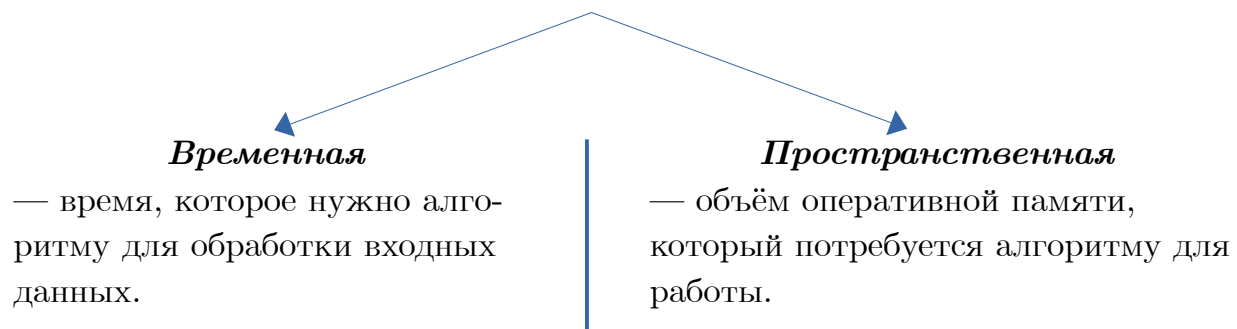 Временная
— время, которое нужно алго-
ритму для обработки входных
данных.
Пространственная
— объём оперативной памяти,
который потребуется алгоритму для
работы.